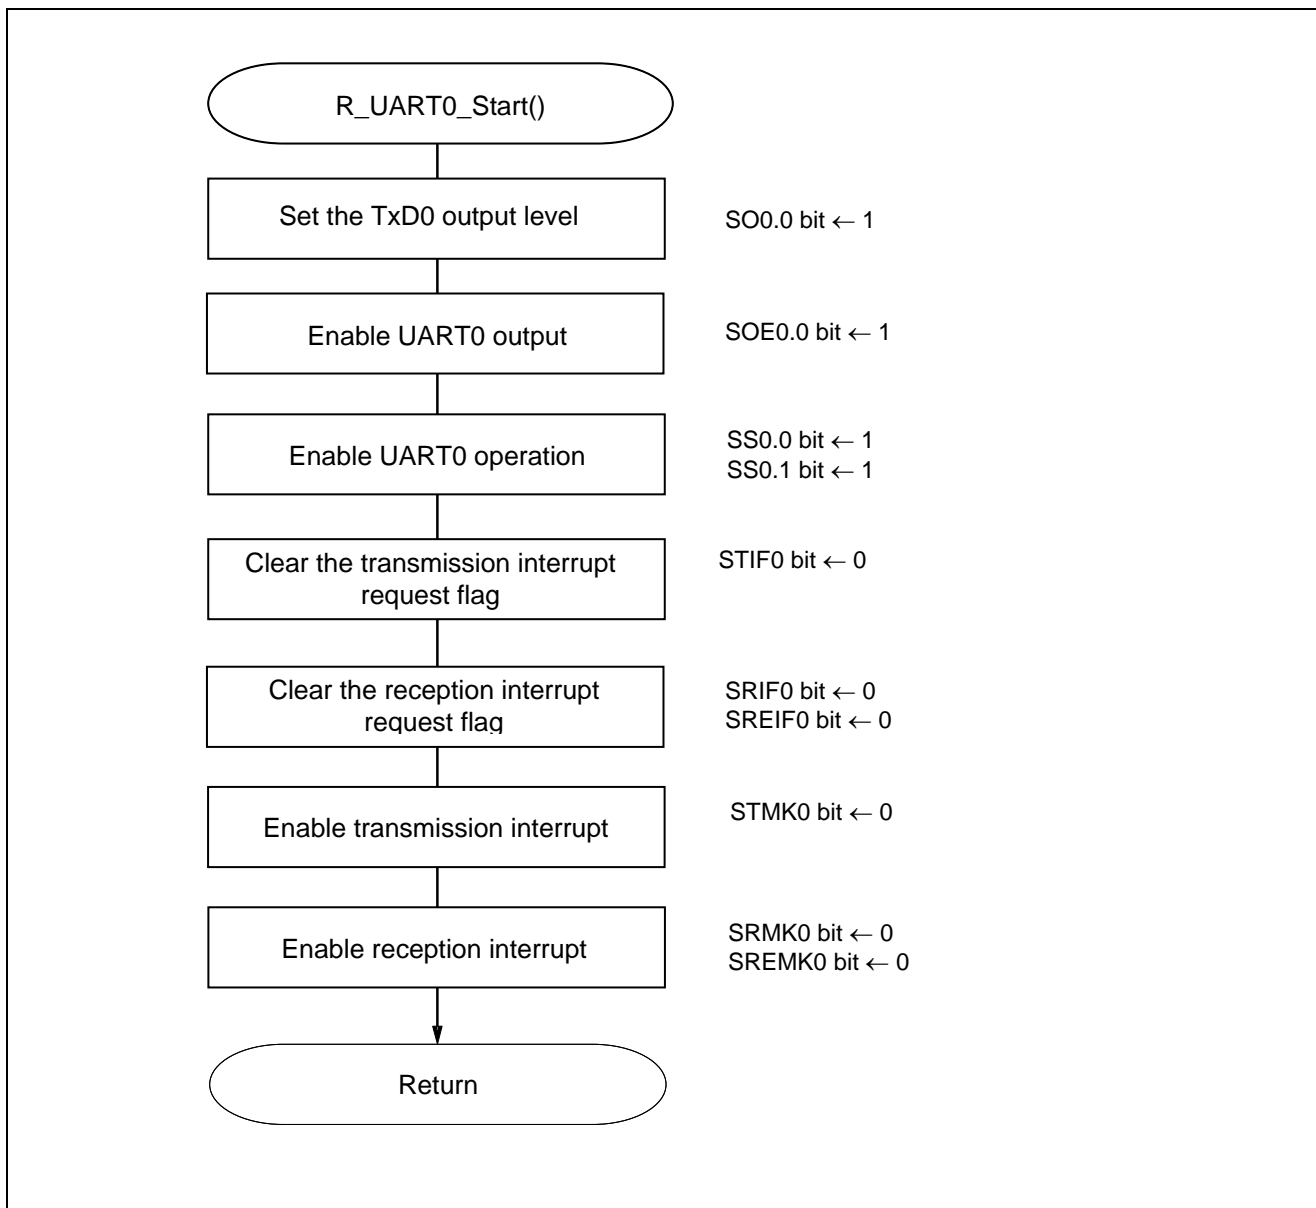 R_UART0_Start()
Set the TxD0 output level
SO0.0 bit ← 1
Enable UART0 output
SOE0.0 bit ← 1
Enable UART0 operation
SS0.0 bit ← 1
SS0.1 bit ← 1
Clear the transmission interrupt
request flag
STIF0 bit ← 0
Clear the reception interrupt
request flag
SRIF0 bit ← 0
SREIF0 bit ← 0
Enable transmission interrupt
STMK0 bit ← 0
Enable reception interrupt
SRMK0 bit ← 0
SREMK0 bit ← 0
Return